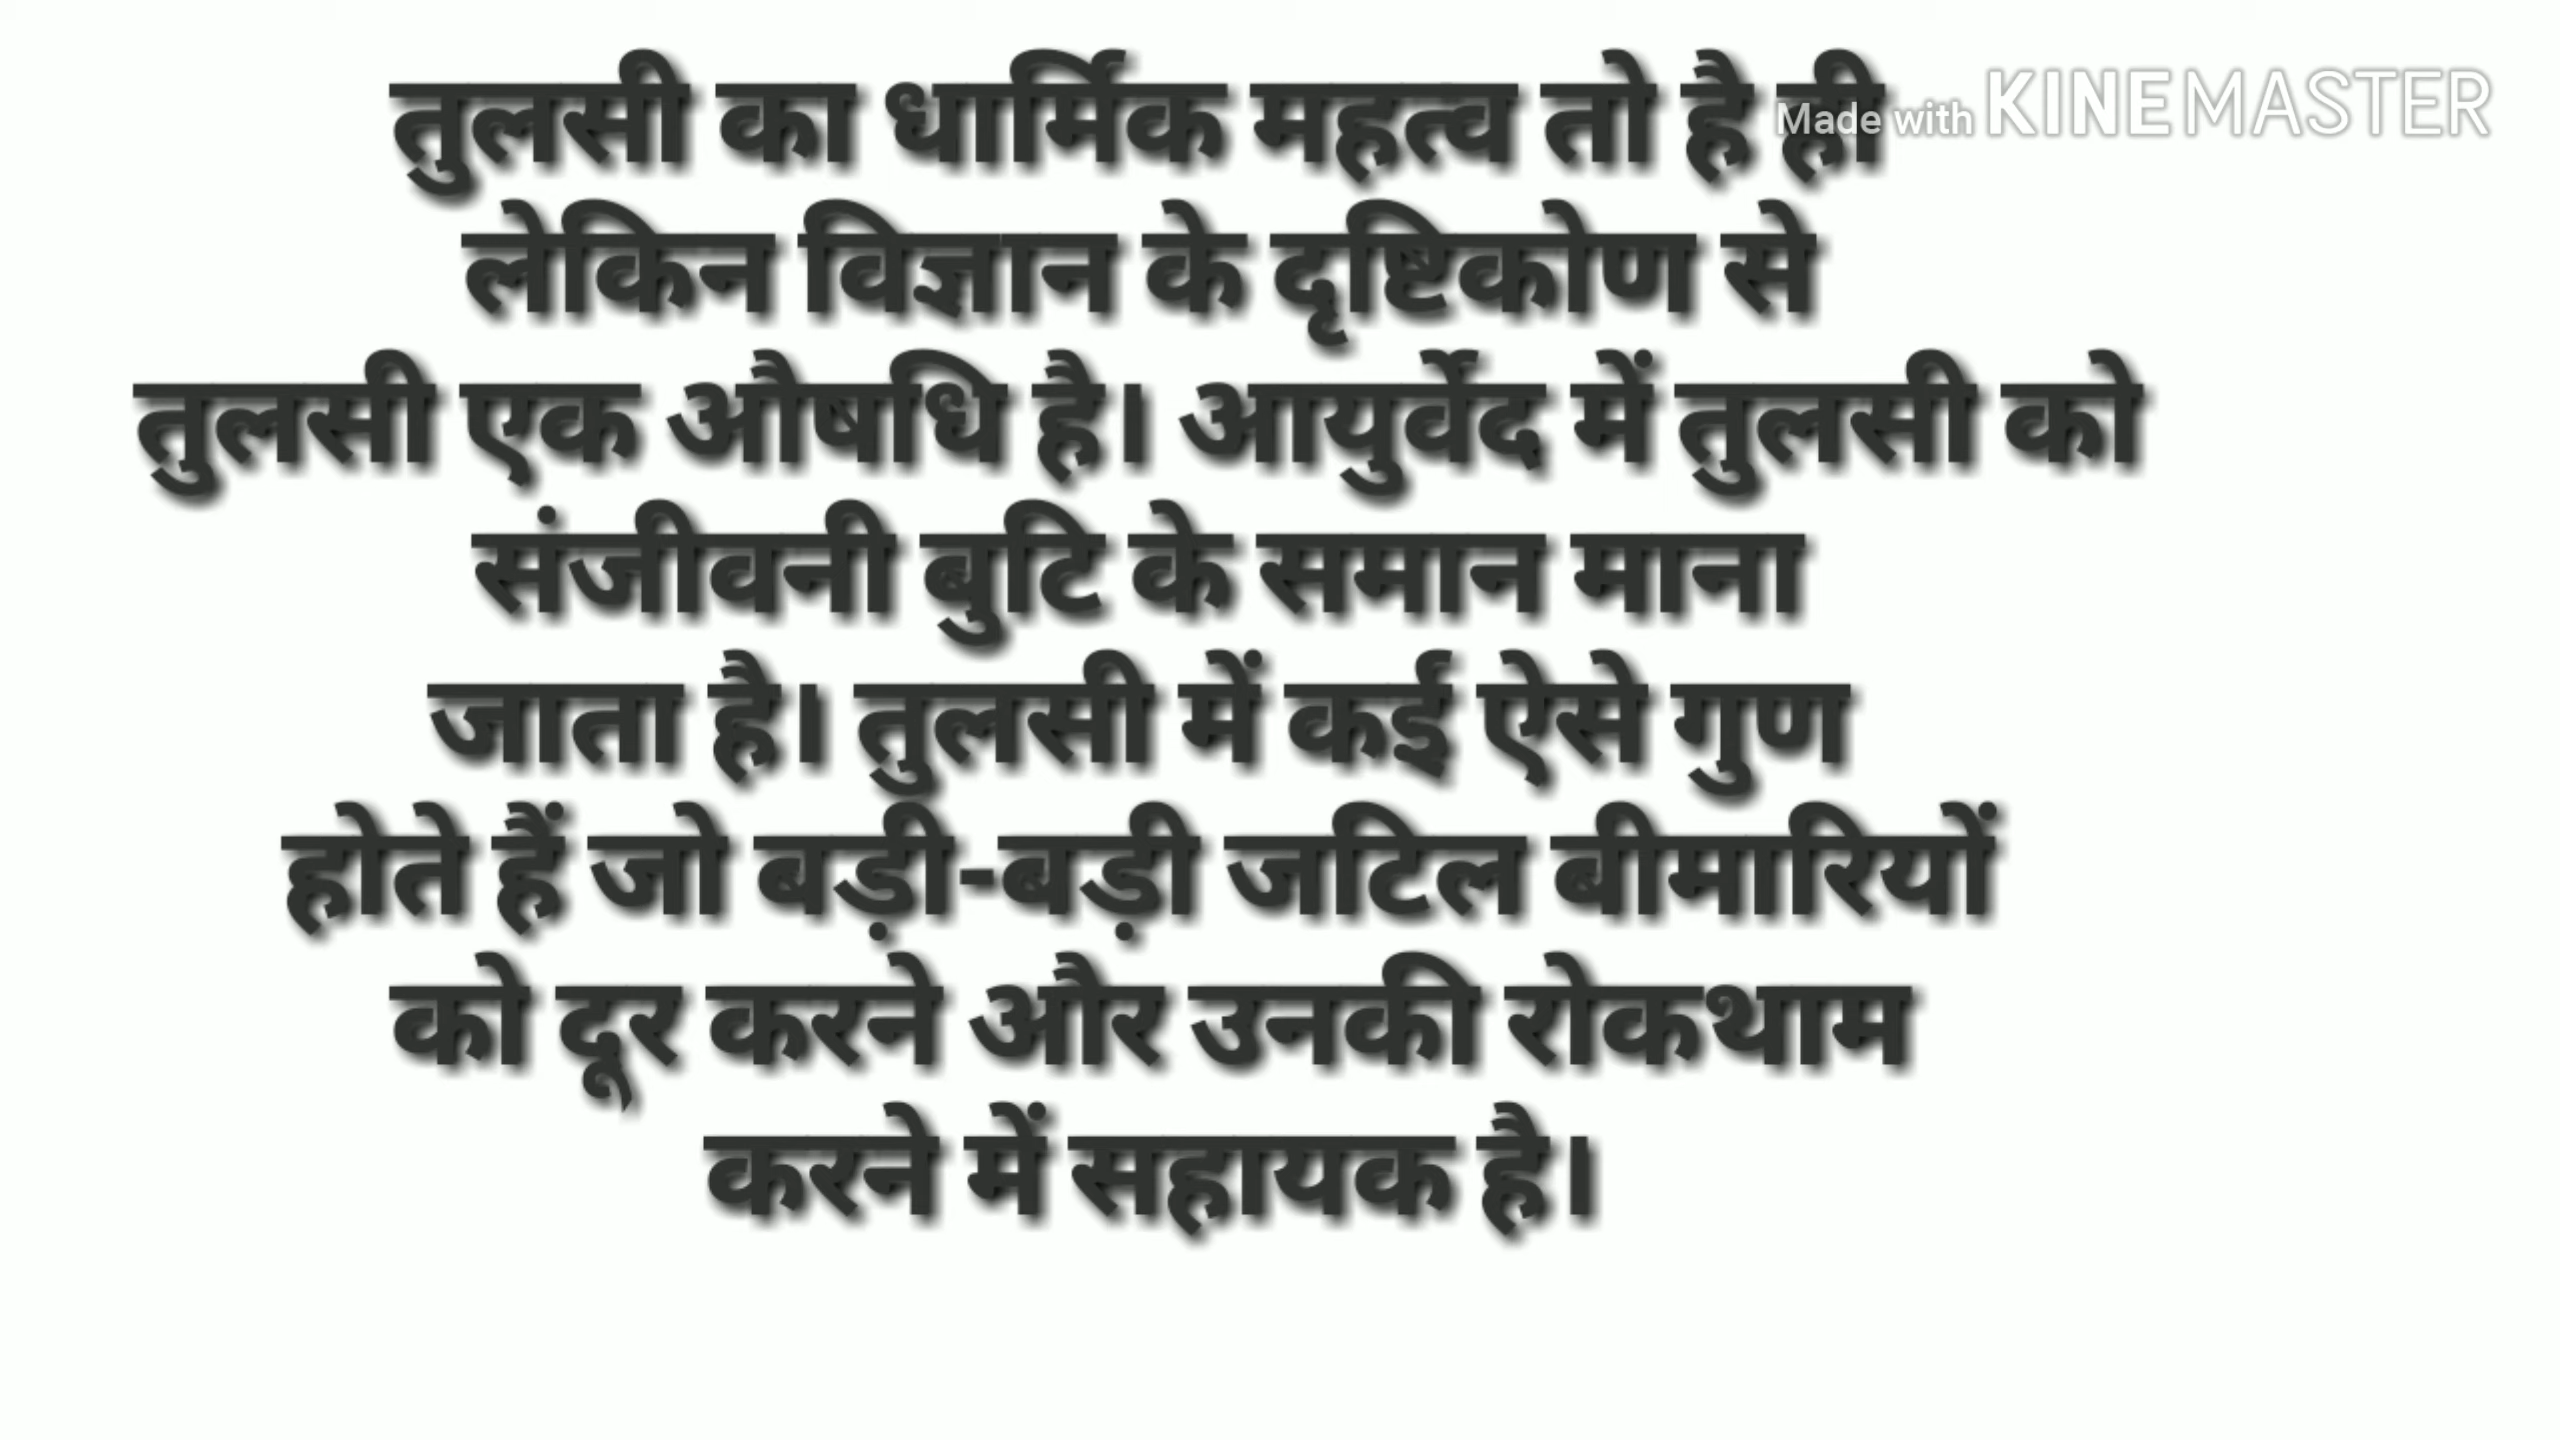 तुलसी का धार्मिक महत्व तो है ही
Made with KINEMASTER
लेकिन विज्ञान के दृष्टिकोण से
तुलसी एक औषधि है। आयुर्वेद में तुलसी को
संजीवनी बुटि के समान माना
जाता है। तुलसी में कई ऐसे गुण
होते हैं जो बड़ी-बड़ी जटिल बीमारियों
को दूर करने और उनकी रोकथाम
करने में सहायक है।